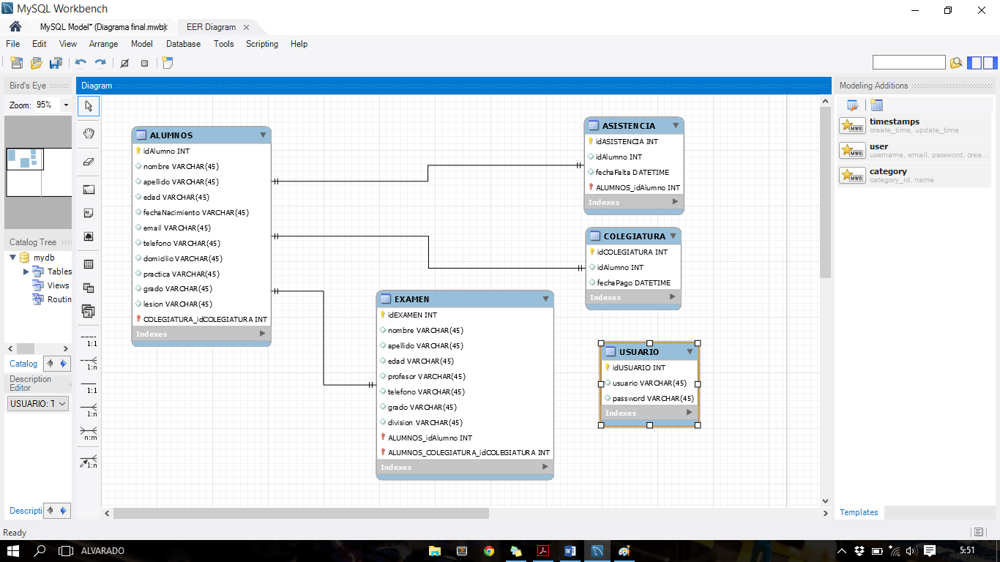 MySQL Workbench
MySQL Model* (Diagrama final.mwb)
EER Diagram
File Edit View Arrange Model Database Tools Scripting Help
Bird's Eye
Zoom: 95%
Catalog Tree
mydb
Tables
Views
Routin
Catalog
Description
Editor
USUARIO: T
Descripti
1:1
1:n
1:1
1:n
n:m
1:n
Diagram
ALUMNOS
idAlumno INT
nombre VARCHAR(45)
apellido VARCHAR(45)
edad VARCHAR(45)
fechaNacimiento VARCHAR(45)
email VARCHAR(45)
telefono VARCHAR(45)
domicilio VARCHAR(45)
practica VARCHAR(45)
grado VARCHAR(45)
lesion VARCHAR(45)
COLEGIATURA_idCOLEGIATURA INT
Indexes
EXAMEN
idEXAMEN INT
nombre VARCHAR(45)
apellido VARCHAR(45)
edad VARCHAR(45)
profesor VARCHAR(45)
telefono VARCHAR(45)
grado VARCHAR(45)
division VARCHAR(45)
ALUMNOS_idAlumno INT
ALUMNOS_COLEGIATURA_idCOLEGIATURA INT
Indexes
ASISTENCIA
idASISTENCIA INT
idAlumno INT
fechaFalta DATETIME
ALUMNOS_idAlumno INT
Indexes
COLEGIATURA
idCOLEGIATURA INT
idAlumno INT
fechaPago DATETIME
Indexes
USUARIO
idUSUARIO INT
usuario VARCHAR(45)
password VARCHAR(45)
Indexes
Modeling Additions
MWB
timestamps
create_time, update_time
MWB
user
username, email, password, crea...
MWB
category
category_id, name
Templates
Ready
ALVARADO
5:51